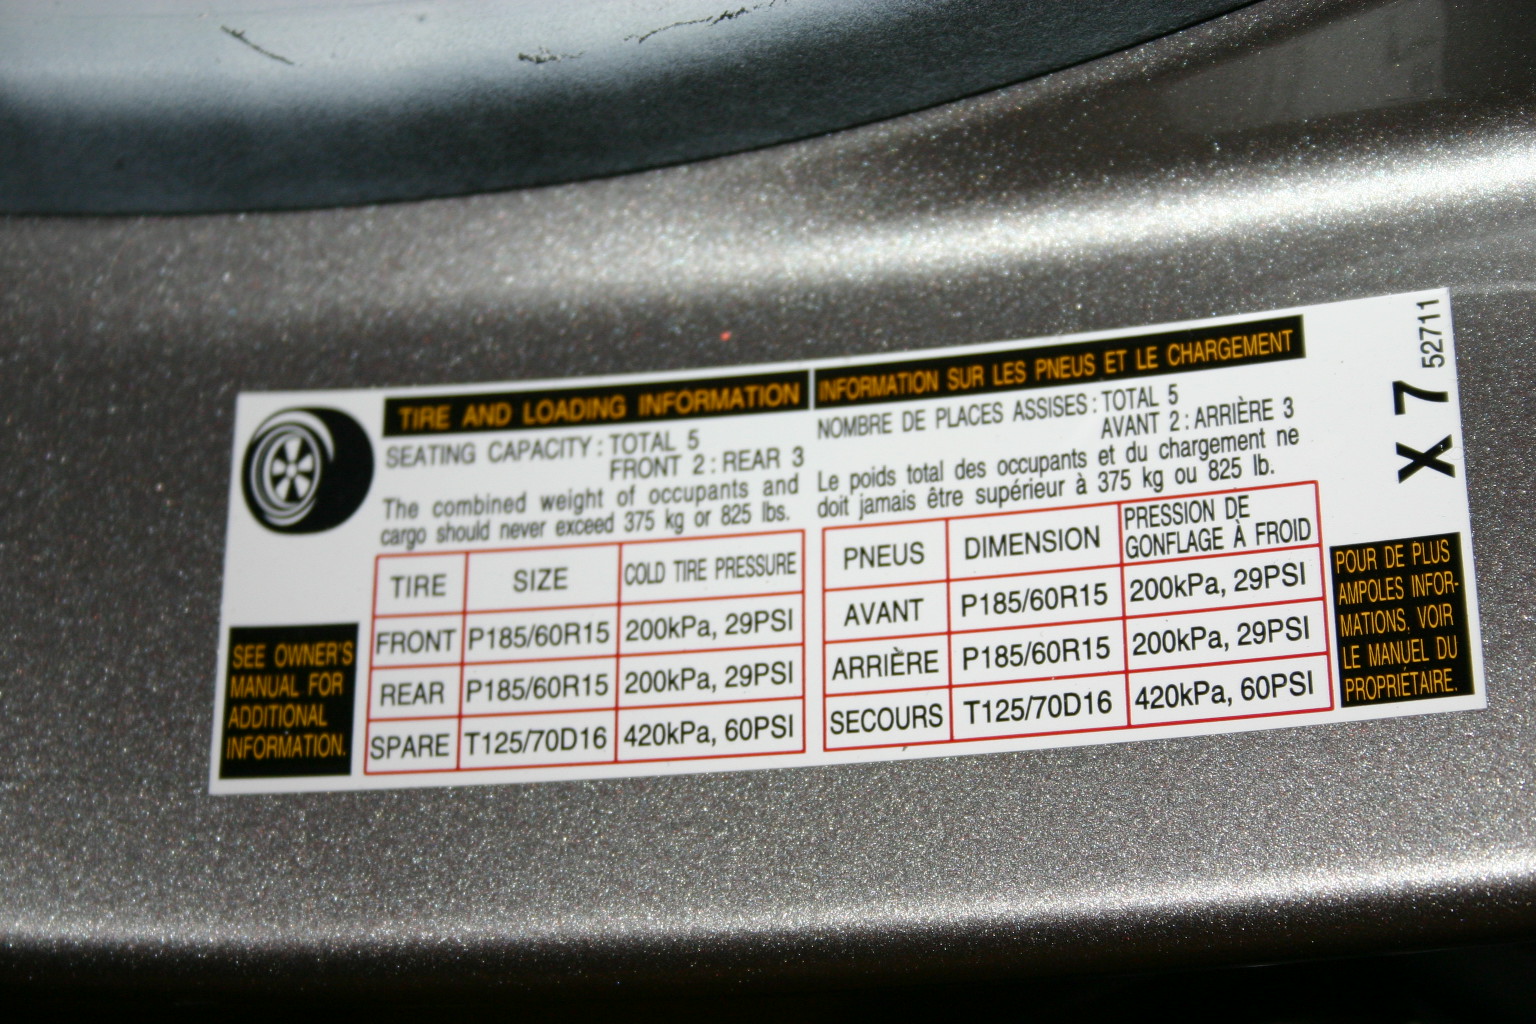 TIRE AND LOADING INFORMATION
SEATING CAPACITY : TOTAL 5
FRONT 2 : REAR 3
The combined weight of occupants and
cargo should never exceed 375 kg or 825 lbs.
TIRE SIZE COLD TIRE PRESSURE
FRONT P185/60R15 200kPa, 29PSI
REAR P185/60R15 200kPa, 29PSI
SPARE T125/70D16 420kPa, 60PSI
SEE OWNER'S
MANUAL FOR
ADDITIONAL
INFORMATION.
INFORMATION SUR LES PNEUS ET LE CHARGEMENT
NOMBRE DE PLACES ASSISES : TOTAL 5
AVANT 2 : ARRIÈRE 3
Le poids total des occupants et du chargement ne
doit jamais être supérieur à 375 kg ou 825 lb.
PNEUS DIMENSION PRESSION DE
GONFLAGE À FROID
AVANT P185/60R15 200kPa, 29PSI
ARRIÈRE P185/60R15 200kPa, 29PSI
SECOURS T125/70D16 420kPa, 60PSI
POUR DE PLUS
AMPOLES INFOR-
MATIONS, VOIR
LE MANUEL DU
PROPRIÉTAIRE.
X 7
52711